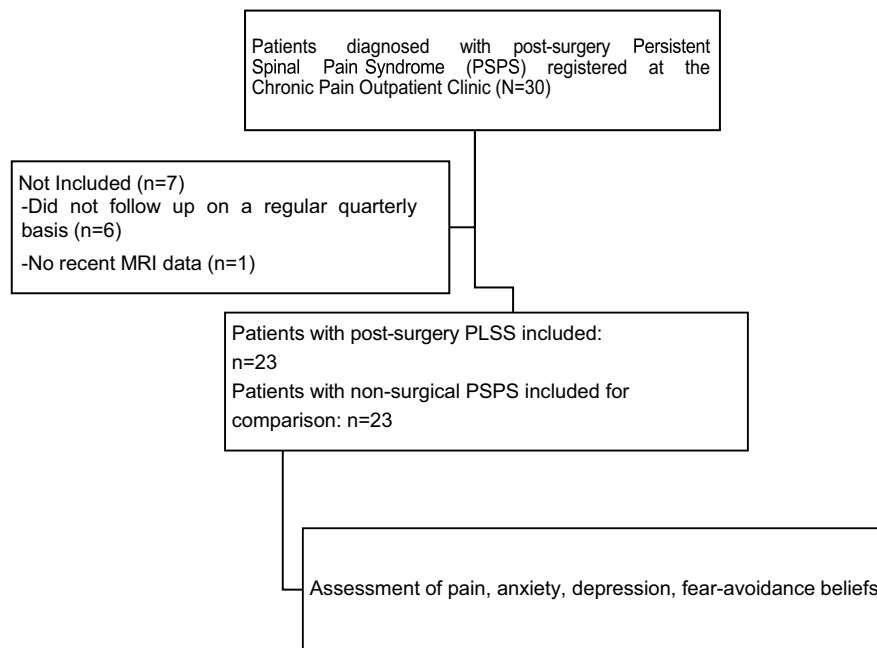 Patients diagnosed with post-surgery Persistent
Spinal Pain Syndrome (PSPS) registered at the
Chronic Pain Outpatient Clinic (N=30)
Not Included (n=7)
-Did not follow up on a regular quarterly
basis (n=6)
-No recent MRI data (n=1)
Patients with post-surgery PLSS included:
n=23
Patients with non-surgical PSPS included for
comparison: n=23
Assessment of pain, anxiety, depression, fear-avoidance beliefs